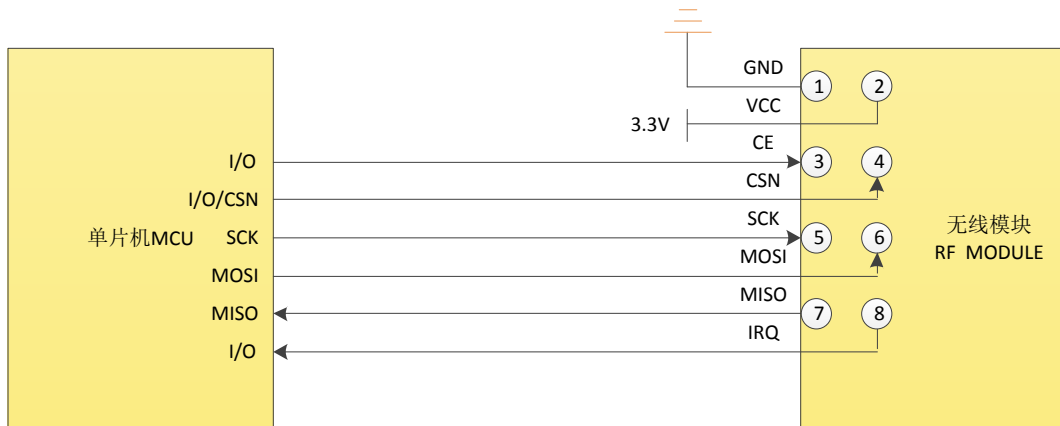 GND
1 2
VCC
3.3V
I/O
CE
3 4
I/O/CSN
CSN
单片机MCU
SCK
SCK
5 6
无线模块
RF MODULE
MOSI
MOSI
MISO
MISO
7 8
I/O
IRQ